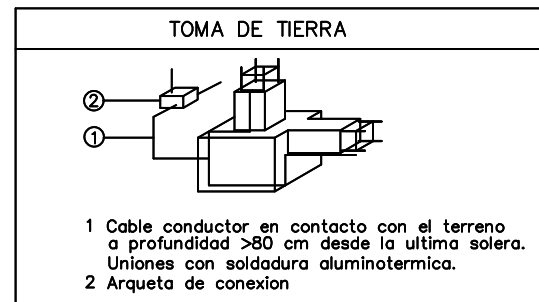 TOMA DE TIERRA
2
1
1 Cable conductor en contacto con el terreno
a profundidad >80 cm desde la ultima solera.
Uniones con soldadura aluminotermica.
2 Arqueta de conexion